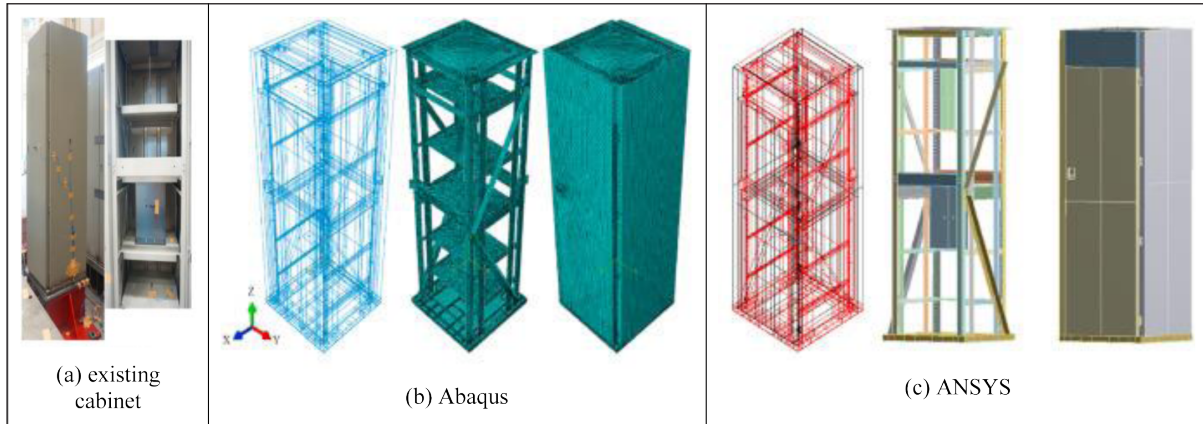 Z
X Y
(a) existing
cabinet
(b) Abaqus
(c) ANSYS